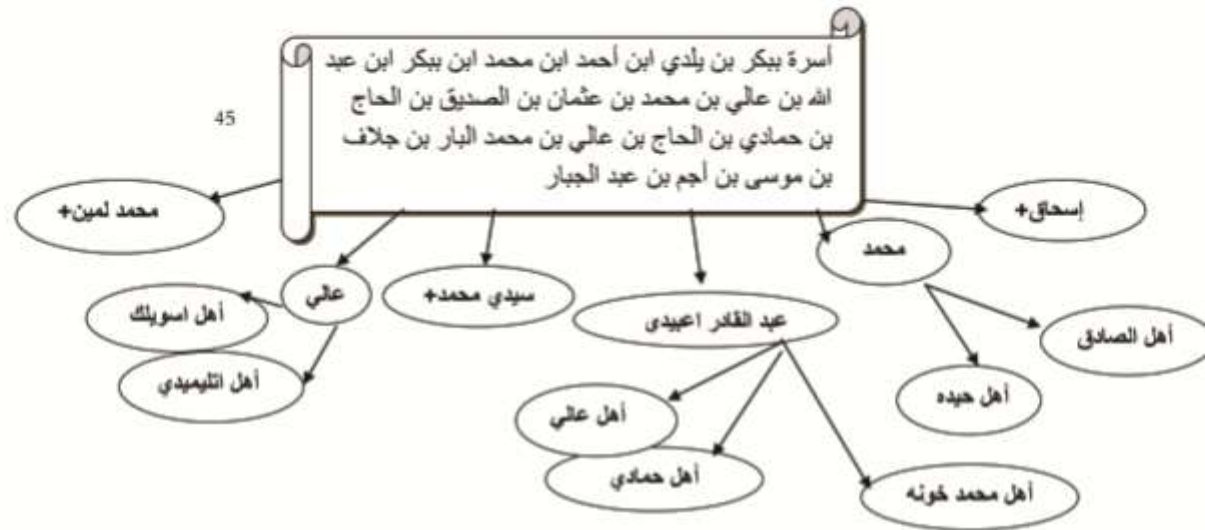 أسرة ببكر بن يلدي ابن أحمد ابن محمد ابن ببكر ابن عبد
الله بن عالي بن محمد بن عثمان بن الصديق بن الحاج
بن حمادي بن الحاج بن عالي بن محمد البار بن جلاف
بن موسى بن أجم بن عبد الجبار
45
إسحاق+
محمد
عبد القادر اعبيدى
سيدي محمد+
عالي
محمد لمين+
أهل الصادق
أهل حيده
أهل محمد خونه
أهل عالي
أهل حمادي
أهل اسويلك
أهل اتليميدي